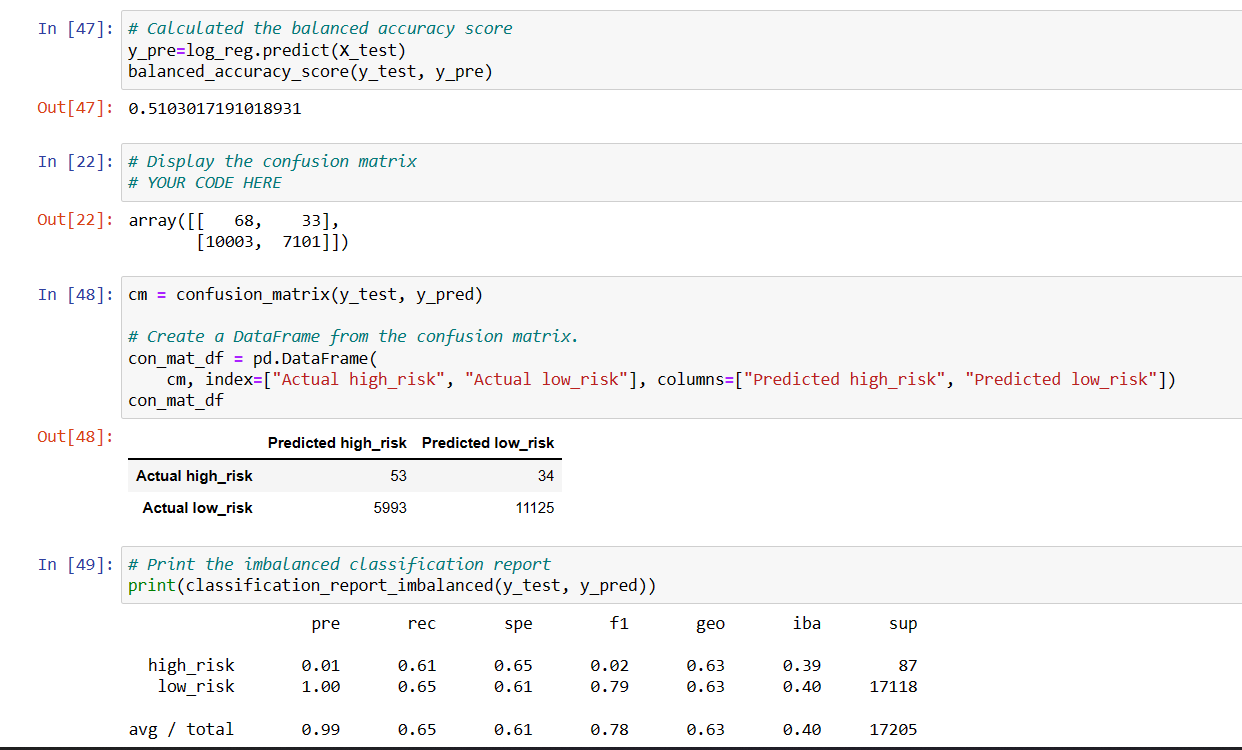 In [47]: # Calculated the balanced accuracy score
y_pre=log_reg.predict(X_test)
balanced_accuracy_score(y_test, y_pre)
Out[47]: 0.5103017191018931
In [22]: # Display the confusion matrix
# YOUR CODE HERE
Out[22]: array([[   68,    33],
       [10003,  7101]])
In [48]: cm = confusion_matrix(y_test, y_pred)
# Create a DataFrame from the confusion matrix.
con_mat_df = pd.DataFrame(
    cm, index=["Actual high_risk", "Actual low_risk"], columns=["Predicted high_risk", "Predicted low_risk"])
con_mat_df
Out[48]:
Predicted high_risk Predicted low_risk
Actual high_risk 53 34
Actual low_risk 5993 11125
In [49]: # Print the imbalanced classification report
print(classification_report_imbalanced(y_test, y_pred))
pre rec spe f1 geo iba sup
high_risk 0.01 0.61 0.65 0.02 0.63 0.39 87
low_risk 1.00 0.65 0.61 0.79 0.63 0.40 17118
avg / total 0.99 0.65 0.61 0.78 0.63 0.40 17205